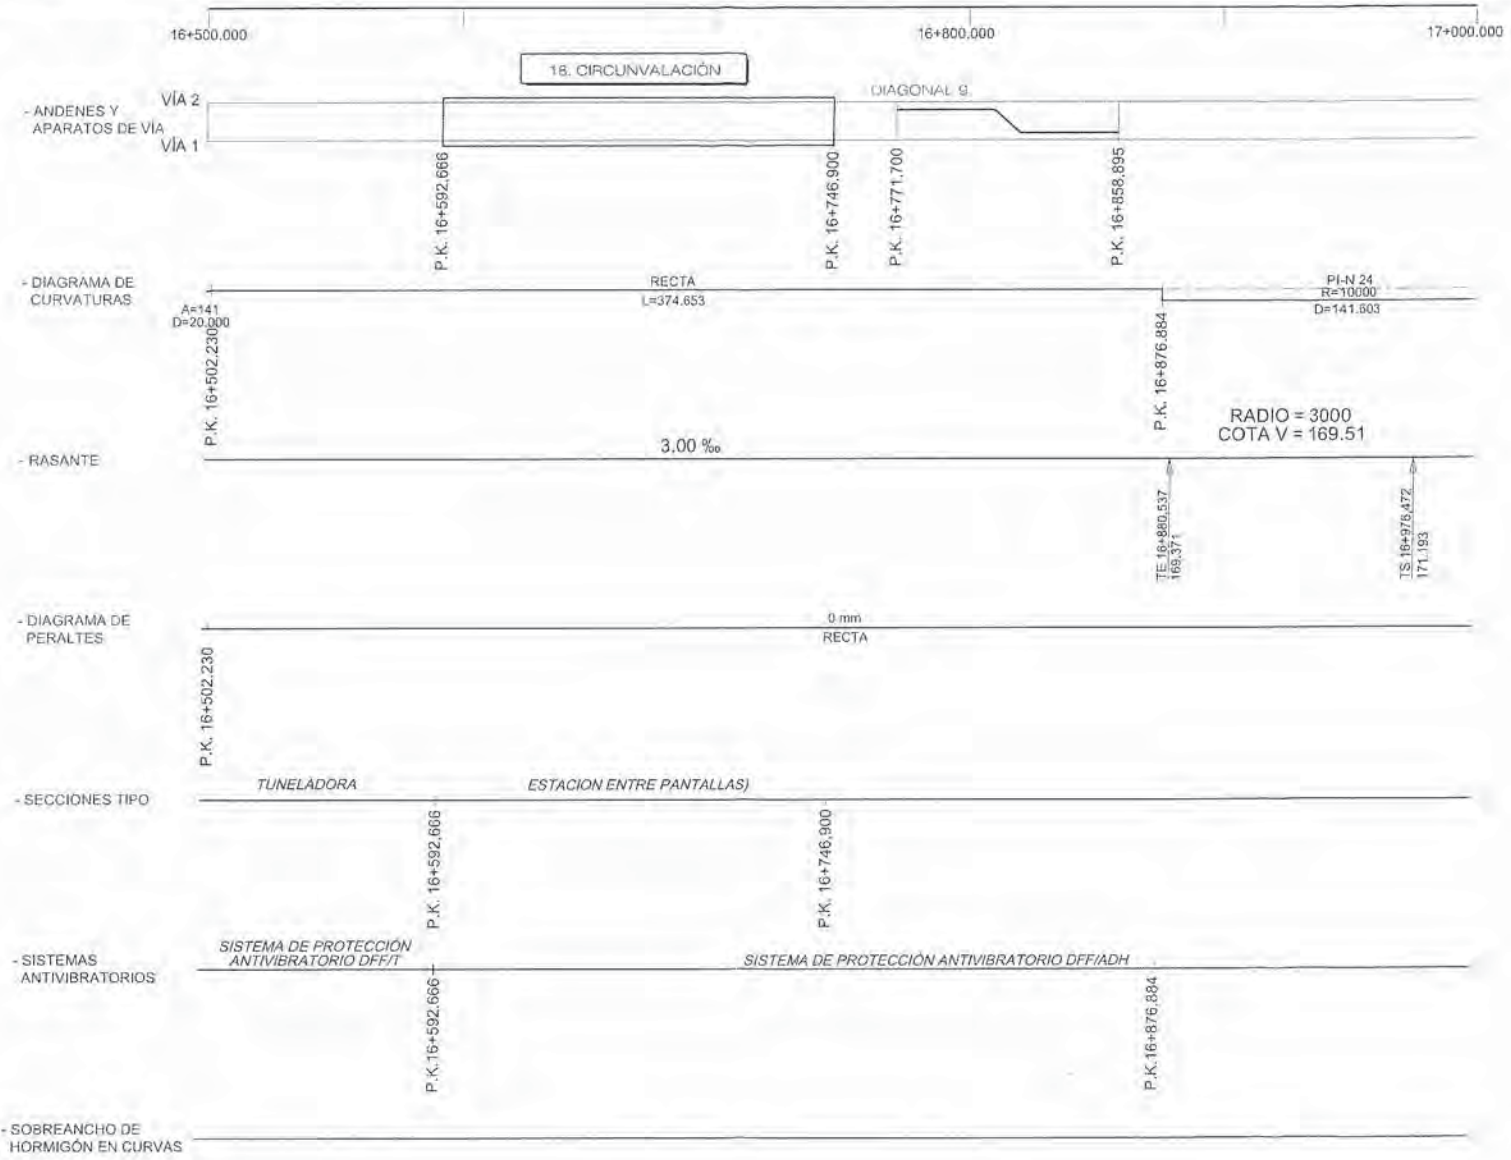 16+500.000
16+800.000
17+000.000
18. CIRCUNVALACIÓN
- ANDENES Y
APARATOS DE VÍA
VÍA 2
VÍA 1
DIAGONAL 9
P.K. 16+592,666
P.K. 16+746,900
P.K. 16+771.700
P.K. 16+858,895
- DIAGRAMA DE
CURVATURAS
A=141
D=20.000
RECTA
L=374.653
PI-N 24
R=10000
D=141.603
P.K. 16+502.230
P.K. 16+876.884
- RASANTE
3.00 ‰
RADIO = 3000
COTA V = 169.51
TE 16+880,537
169,371
TS 16+976,472
171.193
- DIAGRAMA DE
PERALTES
0 mm
RECTA
P.K. 16+502.230
- SECCIONES TIPO
TUNELADORA
ESTACION ENTRE PANTALLAS)
P.K. 16+592,666
P.K. 16+746,900
- SISTEMAS
ANTIVIBRATORIOS
SISTEMA DE PROTECCIÓN
ANTIVIBRATORIO DFF/T
SISTEMA DE PROTECCIÓN ANTIVIBRATORIO DFF/ADH
P.K.16+592,666
P.K.16+876.884
- SOBREANCHO DE
HORMIGÓN EN CURVAS